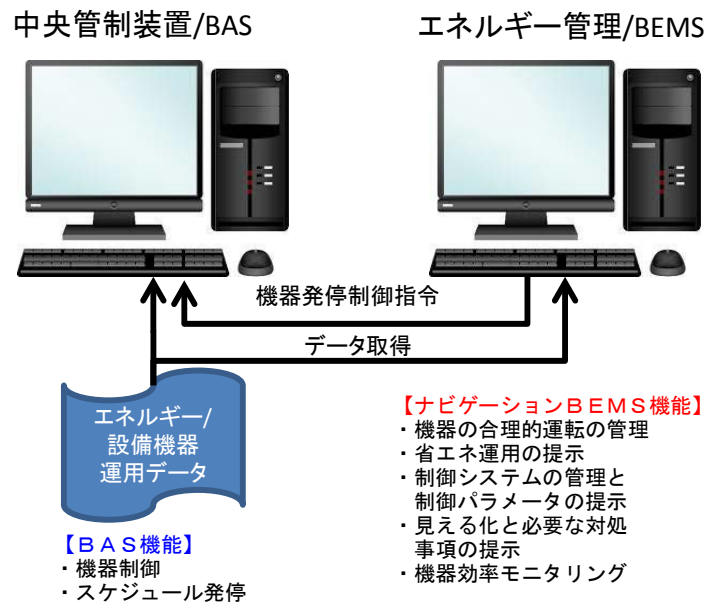 中央管制装置/BAS
エネルギー管理/BEMS
機器発停制御指令
データ取得
エネルギー/
設備機器
運用データ
【ＢＡＳ機能】
・機器制御
・スケジュール発停
【ナビゲーションＢＥＭＳ機能】
・機器の合理的運転の管理
・省エネ運用の提示
・制御システムの管理と
制御パラメータの提示
・見える化と必要な対処
事項の提示
・機器効率モニタリング